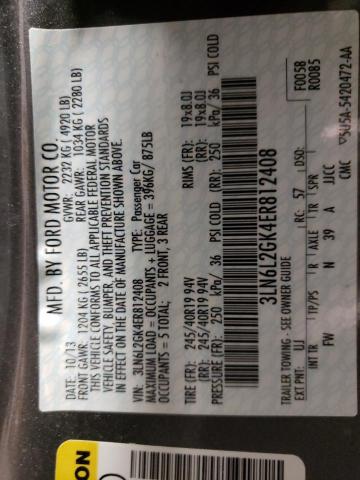 MFD. BY FORD MOTOR CO.
DATE: 10/13 GVWR: 2232 KG ( 4920 LB)
FRONT GAWR: 1204 KG ( 2655 LB) REAR GAWR: 1034 KG ( 2280 LB)
THIS VEHICLE CONFORMS TO ALL APPLICABLE FEDERAL MOTOR
VEHICLE SAFETY, BUMPER, AND THEFT PREVENTION STANDARDS
IN EFFECT ON THE DATE OF MANUFACTURE SHOWN ABOVE.
VIN: 3LN6L2GK4ER812408 TYPE: Passenger Car
MAXIMUM LOAD = OCCUPANTS + LUGGAGE = 396KG/ 875LB
OCCUPANTS = 5 TOTAL: 2 FRONT, 3 REAR
TIRE (FR): 245/40R19 94V RIMS (FR): 19x8.0J
(RR): 245/40R19 94V (RR): 19x8.0J
PRESSURE (FR): 250 kPa/ 36 PSI COLD (RR): 250 kPa/ 36 PSI COLD
3LN6L2GK4ER812408
TRAILER TOWING - SEE OWNER GUIDE
EXT PNT: UJ RC: 57 DSO: F005B
R0085
INT TR TP/PS R AXLE TR SPR
FW N 39 A JJCC
CMC 5U5A-5420472-AA
ON